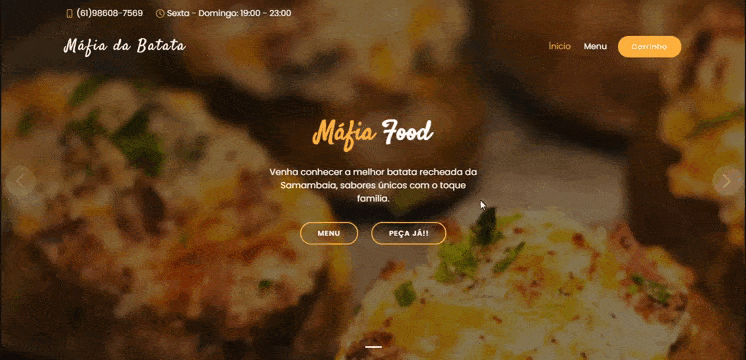 (61)98608-7569 Sexta - Domingo: 19:00 - 23:00
Máfia da Batata
Ínicio Menu Carrinho
Máfia Food
Venha conhecer a melhor batata recheada da
Samambaia, sabores únicos com o toque
família.
MENU PEÇA JÁ!!